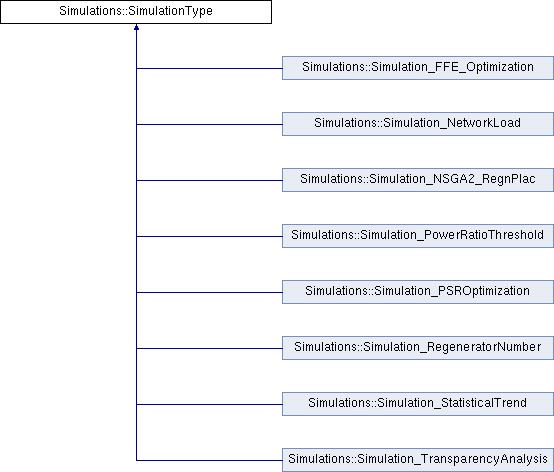 Simulations::SimulationType
Simulations::Simulation_FFE_Optimization
Simulations::Simulation_NetworkLoad
Simulations::Simulation_NSGA2_RegnPlac
Simulations::Simulation_PowerRatioThreshold
Simulations::Simulation_PSROptimization
Simulations::Simulation_RegeneratorNumber
Simulations::Simulation_StatisticalTrend
Simulations::Simulation_TransparencyAnalysis